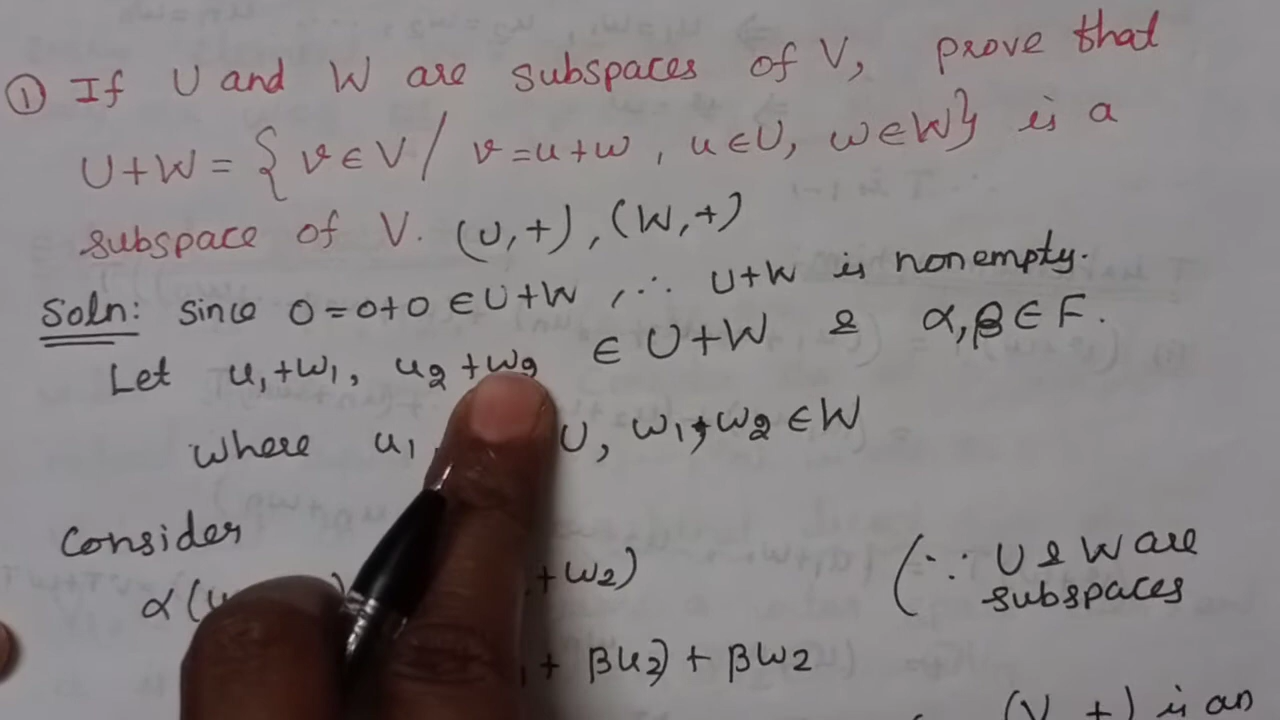 ① If U and W are subspaces of V, prove that
U+W = { v∈V / v=u+w, u∈U, w∈W} is a
subspace of V. (U,+), (W,+)
Soln: Since 0=0+0 ∈U+W, ∴ U+W is nonempty.
Let u₁+w₁, u₂+w₂ ∈ U+W & α,β∈F.
where u₁ U, w₁,w₂∈W
Consider
α(u +w₂) (∵ U & W are
subspaces
+ βu₂) + βw₂
(V, +) is an